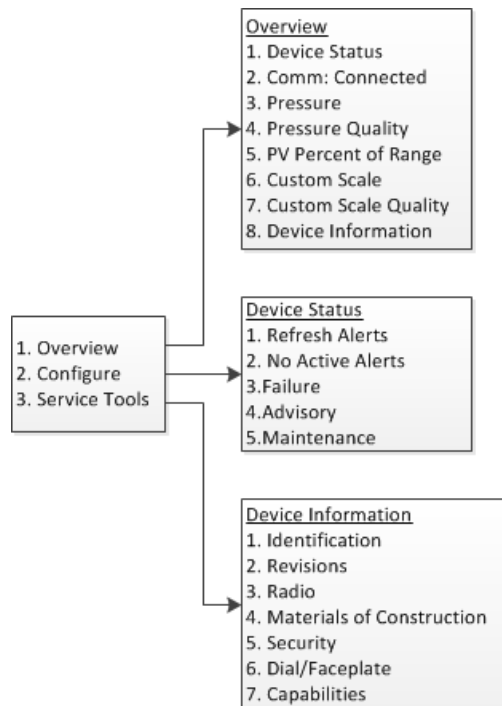 Overview
1. Device Status
2. Comm: Connected
3. Pressure
4. Pressure Quality
5. PV Percent of Range
6. Custom Scale
7. Custom Scale Quality
8. Device Information
1. Overview
2. Configure
3. Service Tools
Device Status
1. Refresh Alerts
2. No Active Alerts
3.Failure
4.Advisory
5.Maintenance
Device Information
1. Identification
2. Revisions
3. Radio
4. Materials of Construction
5. Security
6. Dial/Faceplate
7. Capabilities